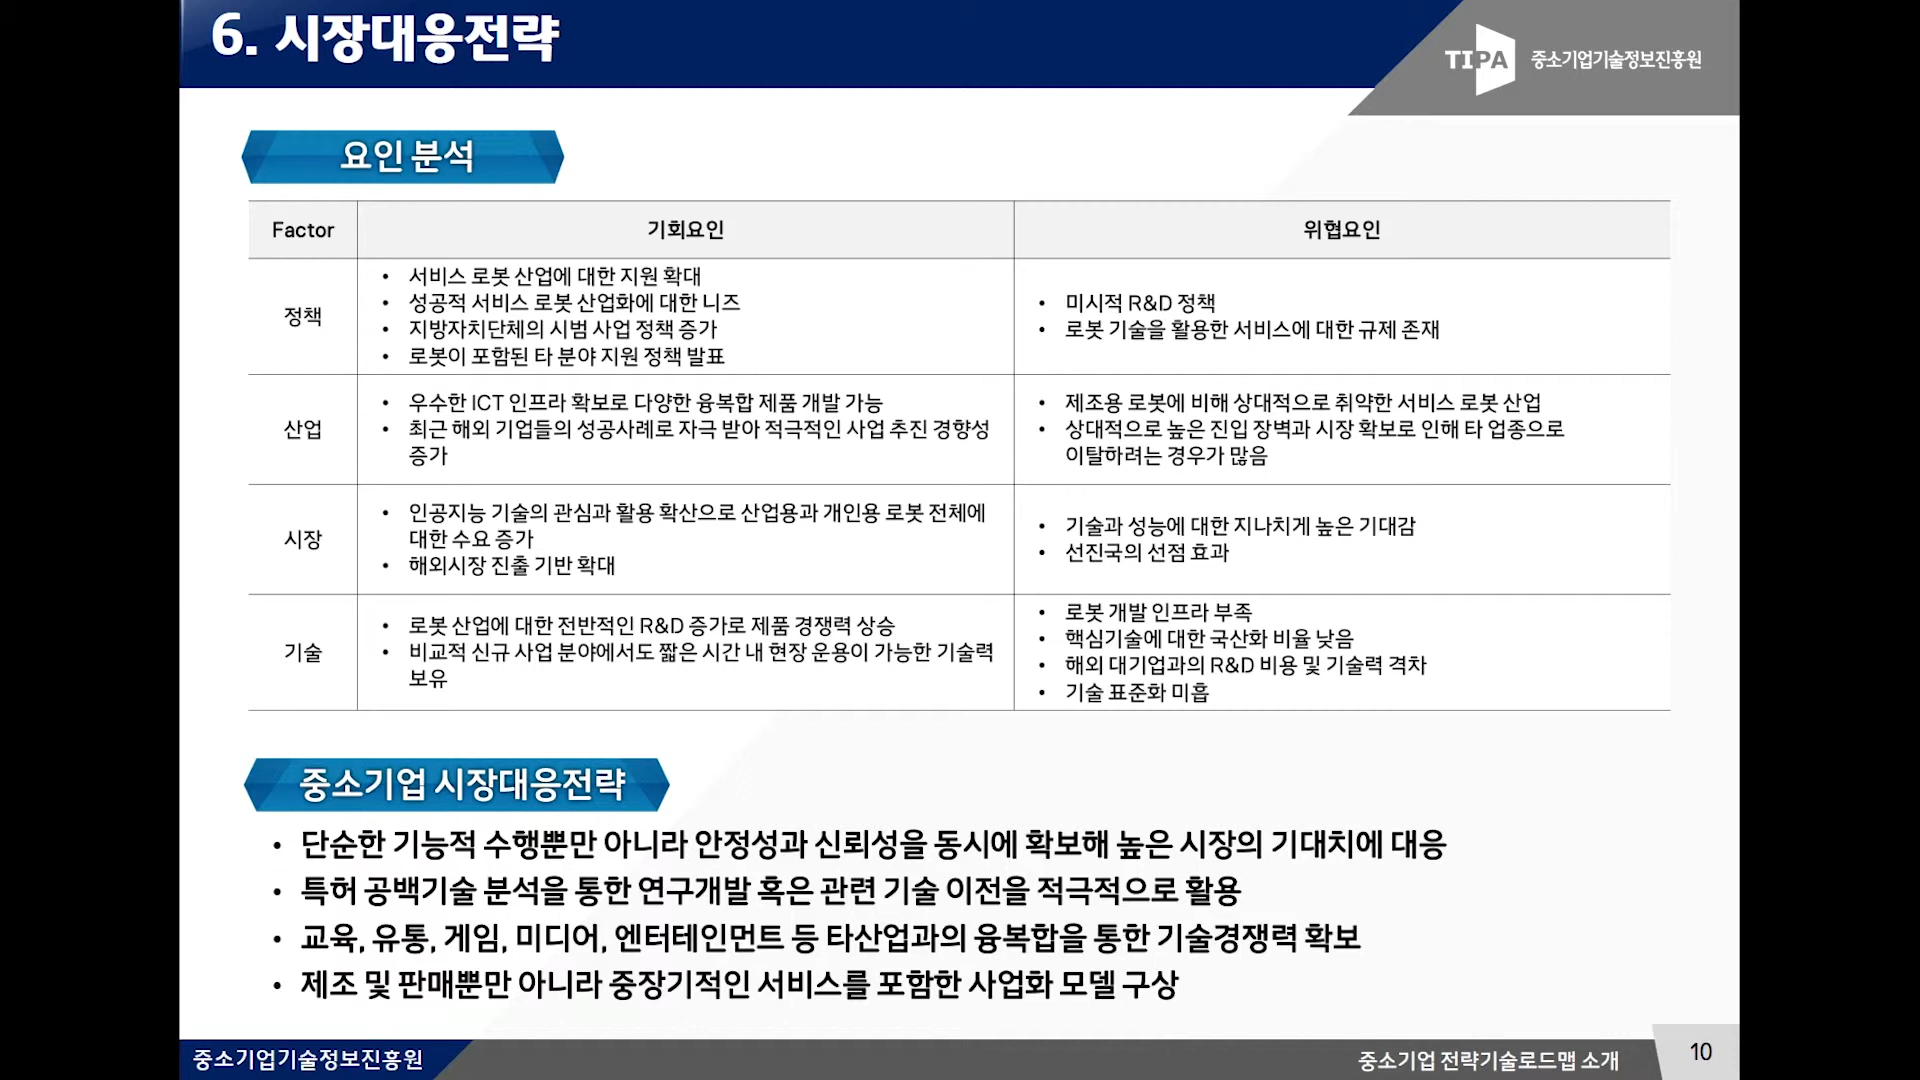 6. 시장대응전략
TIPA 중소기업기술정보진흥원
요인 분석
Factor 기회요인 위협요인
정책
• 서비스 로봇 산업에 대한 지원 확대
• 성공적 서비스 로봇 산업화에 대한 니즈
• 지방자치단체의 시범 사업 정책 증가
• 로봇이 포함된 타 분야 지원 정책 발표
• 미시적 R&D 정책
• 로봇 기술을 활용한 서비스에 대한 규제 존재
산업
• 우수한 ICT 인프라 확보로 다양한 융복합 제품 개발 가능
• 최근 해외 기업들의 성공사례로 자극 받아 적극적인 사업 추진 경향성
증가
• 제조용 로봇에 비해 상대적으로 취약한 서비스 로봇 산업
• 상대적으로 높은 진입 장벽과 시장 확보로 인해 타 업종으로
이탈하려는 경우가 많음
시장
• 인공지능 기술의 관심과 활용 확산으로 산업용과 개인용 로봇 전체에
대한 수요 증가
• 해외시장 진출 기반 확대
• 기술과 성능에 대한 지나치게 높은 기대감
• 선진국의 선점 효과
기술
• 로봇 산업에 대한 전반적인 R&D 증가로 제품 경쟁력 상승
• 비교적 신규 사업 분야에서도 짧은 시간 내 현장 운용이 가능한 기술력
보유
• 로봇 개발 인프라 부족
• 핵심기술에 대한 국산화 비율 낮음
• 해외 대기업과의 R&D 비용 및 기술력 격차
• 기술 표준화 미흡
중소기업 시장대응전략
• 단순한 기능적 수행뿐만 아니라 안정성과 신뢰성을 동시에 확보해 높은 시장의 기대치에 대응
• 특허 공백기술 분석을 통한 연구개발 혹은 관련 기술 이전을 적극적으로 활용
• 교육, 유통, 게임, 미디어, 엔터테인먼트 등 타산업과의 융복합을 통한 기술경쟁력 확보
• 제조 및 판매뿐만 아니라 중장기적인 서비스를 포함한 사업화 모델 구상
중소기업기술정보진흥원
중소기업 전략기술로드맵 소개
10